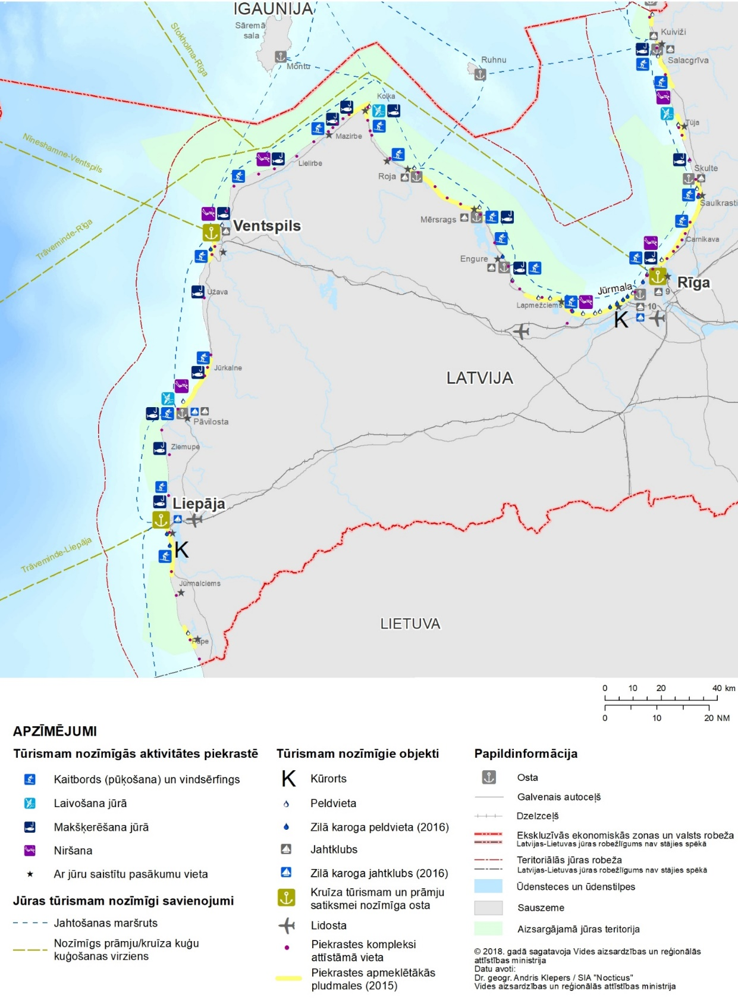 IGAUNIJA
Sāremā
sala
Stokholma-Rīga
Mõntu
Ruhnu
Kuiviži
Salacgrīva
Kolka
Mazirbe
Tūja
Nīneshamne-Ventspils
Lielirbe
Roja
Skulte
Saulkrasti
Mērsrags
Ventspils
Trāveminde-Rīga
Carnikava
Engure
Jūrmala
Rīga
9
Užava
Lapmežciems
10
K
Jūrkalne
LATVIJA
Pāvilosta
Ziemupe
Liepāja
K
Trāveminde-Liepāja
Jūrmalciems
LIETUVA
Pape
0 10 20 40 km
0 10 20 NM
APZĪMĒJUMI
Tūrismam nozīmīgās aktivitātes piekrastē
Kaitbords (pūķošana) un vindsērfings
Laivošana jūrā
Makšķerēšana jūrā
Niršana
Ar jūru saistītu pasākumu vieta
Jūras tūrismam nozīmīgi savienojumi
Jahtošanas maršruts
Nozīmīgs prāmju/kruīza kuģu
kuģošanas virziens
Tūrismam nozīmīgie objekti
K Kūrorts
Peldvieta
Zilā karoga peldvieta (2016)
Jahtklubs
Zilā karoga jahtklubs (2016)
Kruīza tūrismam un prāmju
satiksmei nozīmīga osta
Lidosta
Piekrastes kompleksi
attīstāmā vieta
Piekrastes apmeklētākās
pludmales (2015)
Papildinformācija
Osta
Galvenais autoceļš
Dzelzceļš
Ekskluzīvās ekonomiskās zonas un valsts robeža
Latvijas-Lietuvas jūras robežlīgums nav stājies spēkā
Teritoriālās jūras robeža
Latvijas-Lietuvas jūras robežlīgums nav stājies spēkā
Ūdensteces un ūdenstilpes
Sauszeme
Aizsargājamā jūras teritorija
© 2018. gadā sagatavoja Vides aizsardzības un reģionālās
attīstības ministrija
Datu avoti:
Dr. geogr. Andris Klepers / SIA "Nocticus"
Vides aizsardzības un reģionālās attīstības ministrija